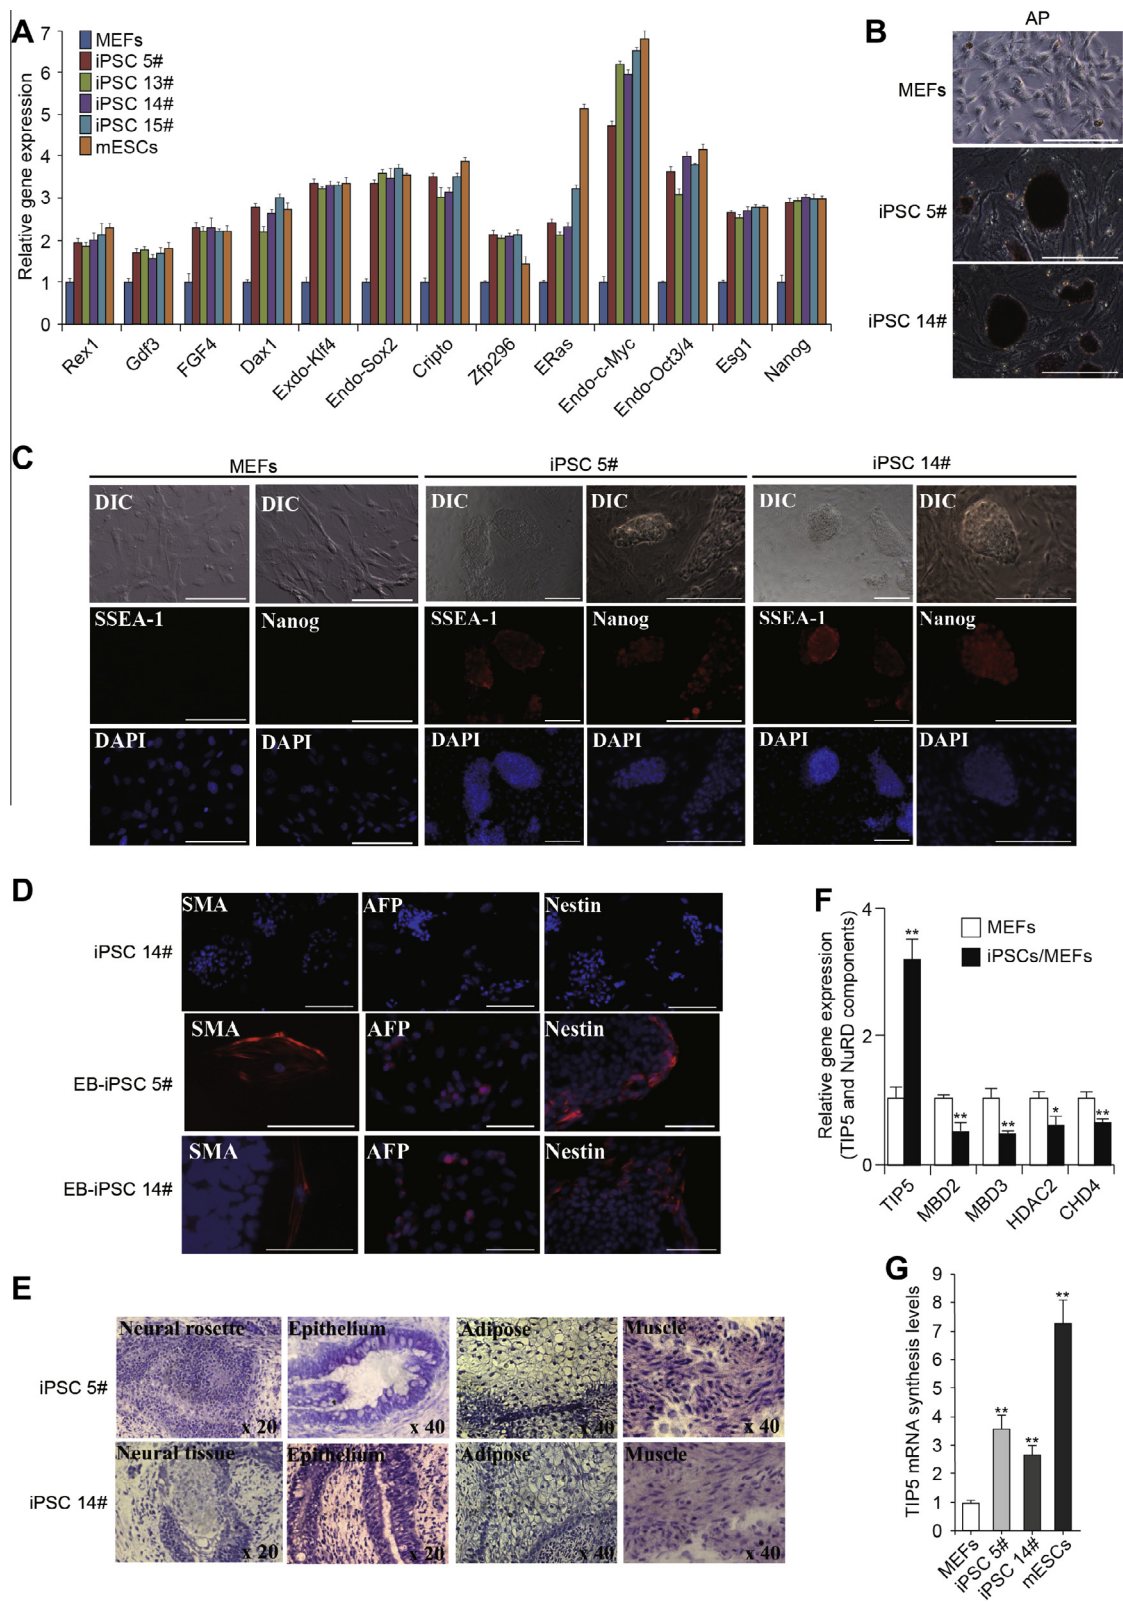 A
7
6
5
4
3
2
1
0
Relative gene expression
MEFs
iPSC 5#
iPSC 13#
iPSC 14#
iPSC 15#
mESCs
Rex1
Gdf3
FGF4
Dax1
Exdo-Klf4
Endo-Sox2
Cripto
Zfp296
ERas
Endo-c-Myc
Endo-Oct3/4
Esg1
Nanog
B
AP
MEFs
iPSC 5#
iPSC 14#
C
MEFs iPSC 5# iPSC 14#
DIC DIC DIC DIC DIC DIC
SSEA-1 Nanog SSEA-1 Nanog SSEA-1 Nanog
DAPI DAPI DAPI DAPI DAPI DAPI
D
iPSC 14# SMA AFP Nestin
EB-iPSC 5# SMA AFP Nestin
EB-iPSC 14# SMA AFP Nestin
E
iPSC 5#
Neural rosette Epithelium Adipose Muscle
x 20 x 40 x 40 x 40
iPSC 14#
Neural tissue Epithelium Adipose Muscle
x 20 x 20 x 40 x 40
F
Relative gene expression
(TIP5 and NuRD components)
4
2
0
MEFs
iPSCs/MEFs
** ** ** * **
TIP5
MBD2
MBD3
HDAC2
CHD4
G
TIP5 mRNA synthesis levels
9
8
7
6
5
4
3
2
1
0
** ** **
MEFs
iPSC 5#
iPSC 14#
mESCs